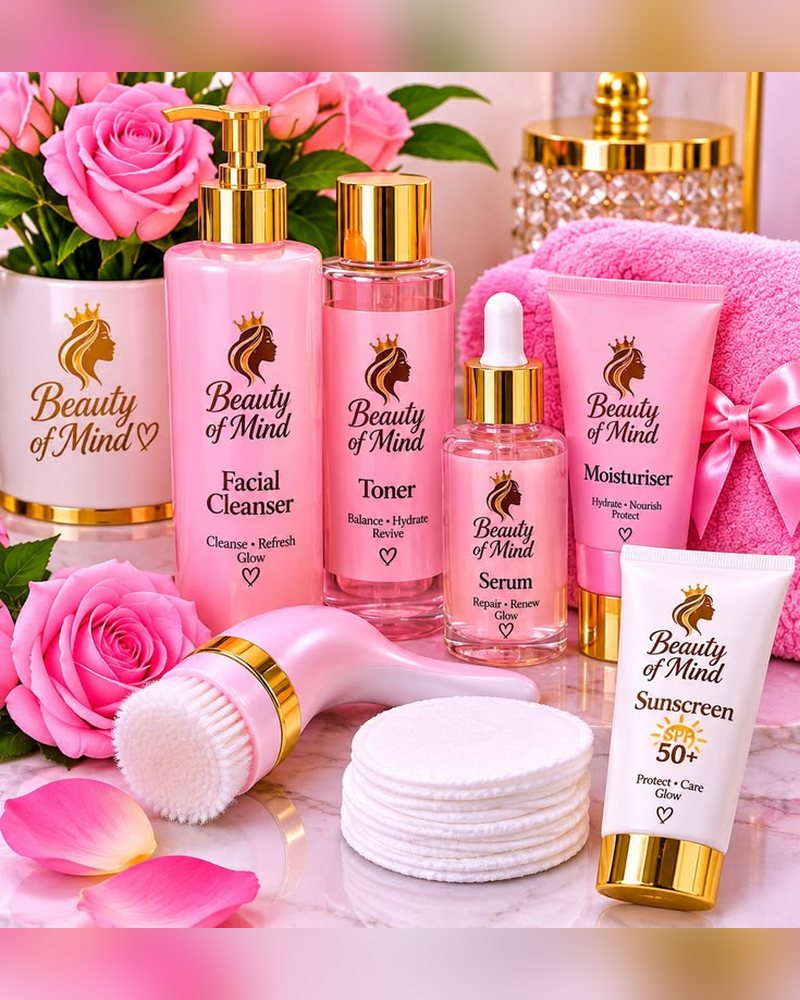 Beauty
of Mind
Beauty
of Mind
Facial
Cleanser
Cleanse • Refresh
Glow
Beauty
of Mind
Toner
Balance • Hydrate
Revive
Beauty
of Mind
Serum
Repair • Renew
Glow
Beauty
of Mind
Moisturiser
Hydrate • Nourish
Protect
Beauty
of Mind
Sunscreen
SPF
50+
Protect • Care
Glow